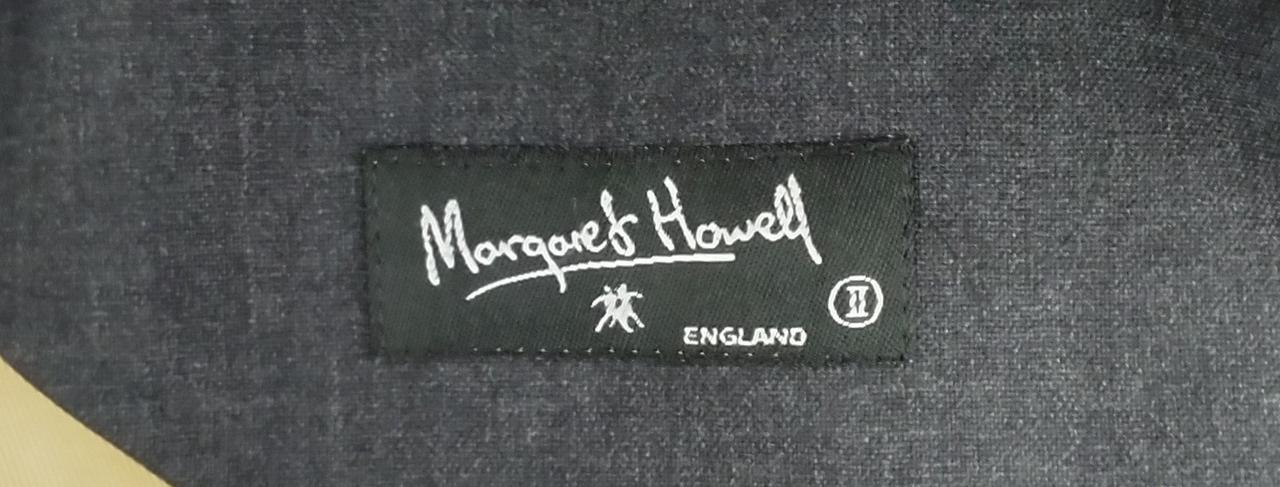 Margaret Howell
II
ENGLAND